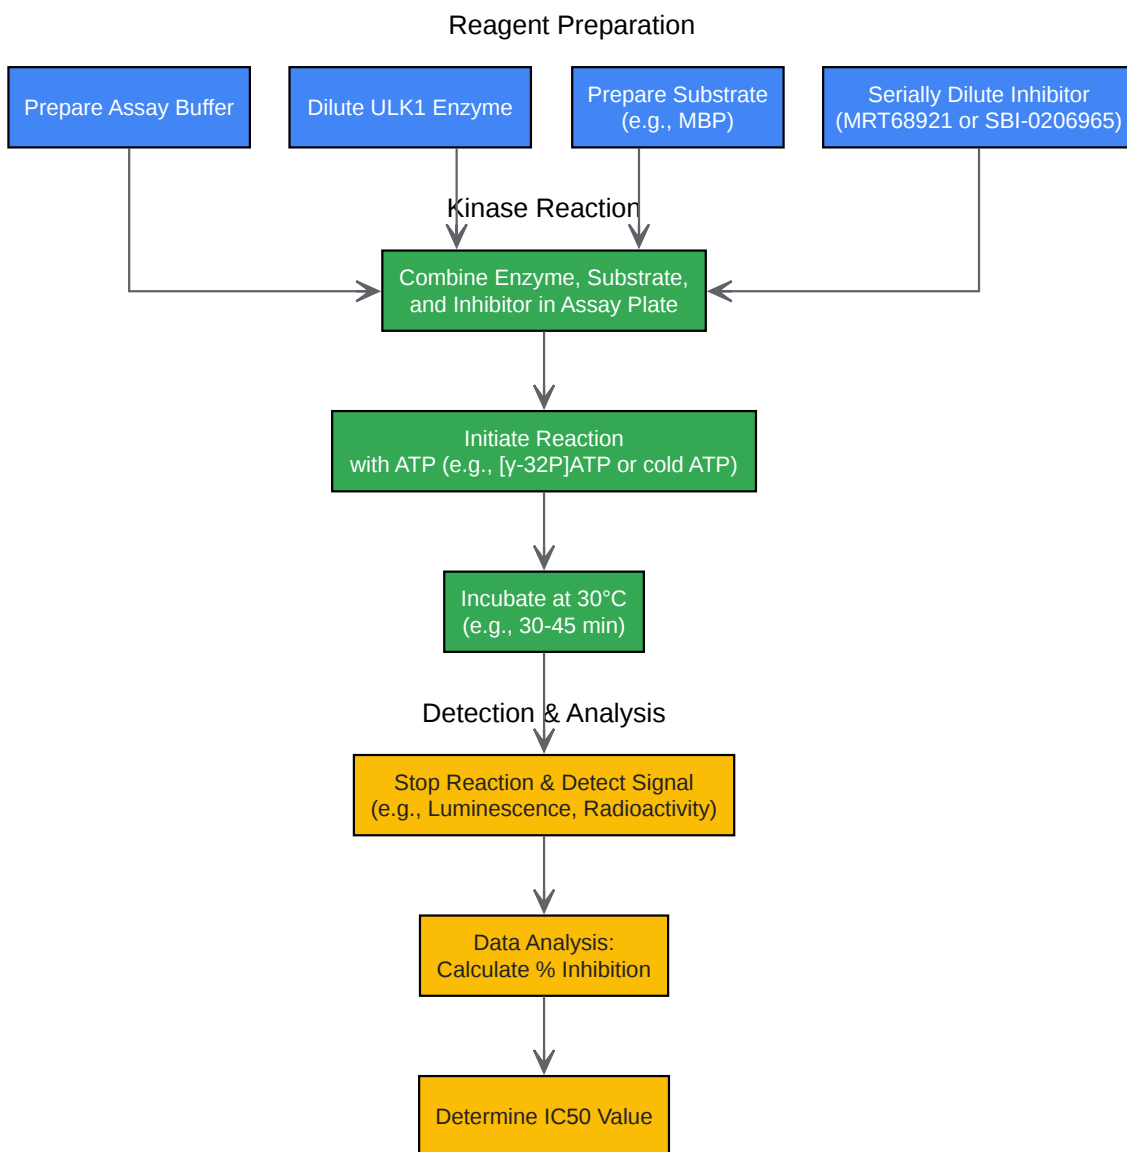 Reagent Preparation
Prepare Assay Buffer
Dilute ULK1 Enzyme
Prepare Substrate
(e.g., MBP)
Serially Dilute Inhibitor
(MRT68921 or SBI-0206965)
Kinase Reaction
Combine Enzyme, Substrate,
and Inhibitor in Assay Plate
Initiate Reaction
with ATP (e.g., [γ-32P]ATP or cold ATP)
Incubate at 30°C
(e.g., 30-45 min)
Detection & Analysis
Stop Reaction & Detect Signal
(e.g., Luminescence, Radioactivity)
Data Analysis:
Calculate % Inhibition
Determine IC50 Value